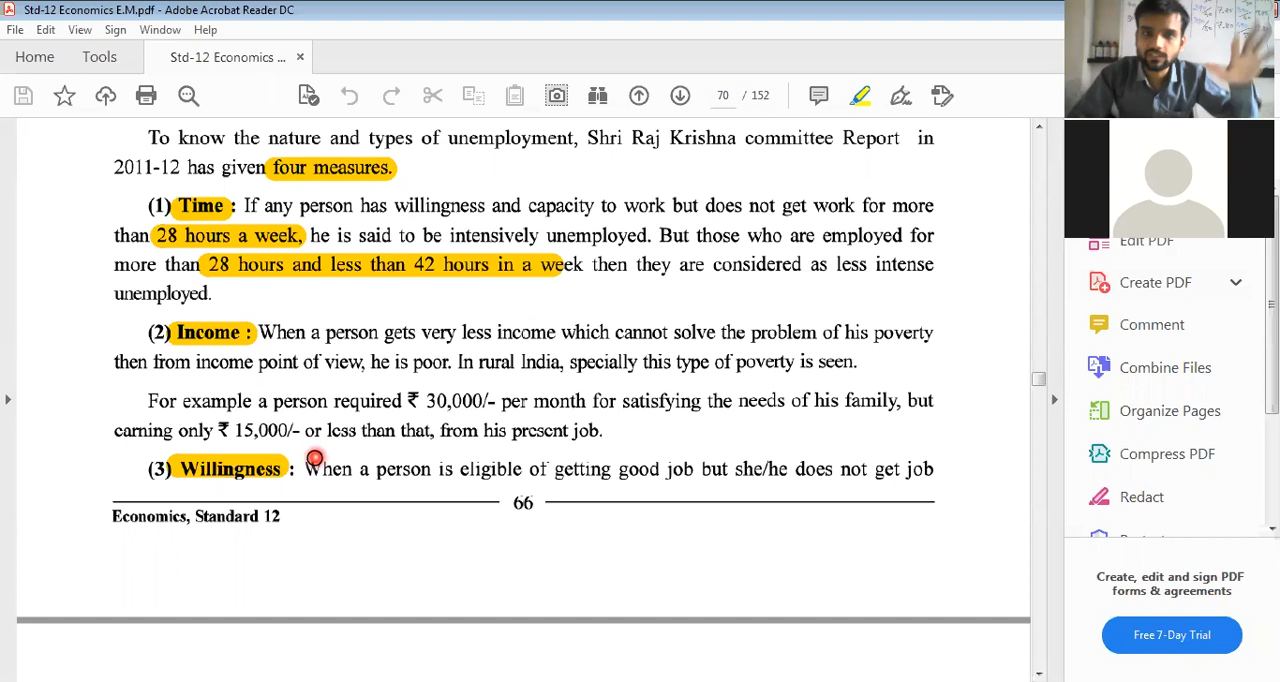 Std-12 Economics E.M.pdf - Adobe Acrobat Reader DC
File Edit View Sign Window Help
Home Tools Std-12 Economics ... ×
70 / 152
To know the nature and types of unemployment, Shri Raj Krishna committee Report in
2011-12 has given four measures.
(1) Time : If any person has willingness and capacity to work but does not get work for more
than 28 hours a week, he is said to be intensively unemployed. But those who are employed for
more than 28 hours and less than 42 hours in a week then they are considered as less intense
unemployed.
(2) Income : When a person gets very less income which cannot solve the problem of his poverty
then from income point of view, he is poor. In rural India, specially this type of poverty is seen.
For example a person required ₹ 30,000/- per month for satisfying the needs of his family, but
earning only ₹ 15,000/- or less than that, from his present job.
(3) Willingness : When a person is eligible of getting good job but she/he does not get job
66
Economics, Standard 12
Edit PDF
Create PDF
Comment
Combine Files
Organize Pages
Compress PDF
Redact
Create, edit and sign PDF
forms & agreements
Free 7-Day Trial